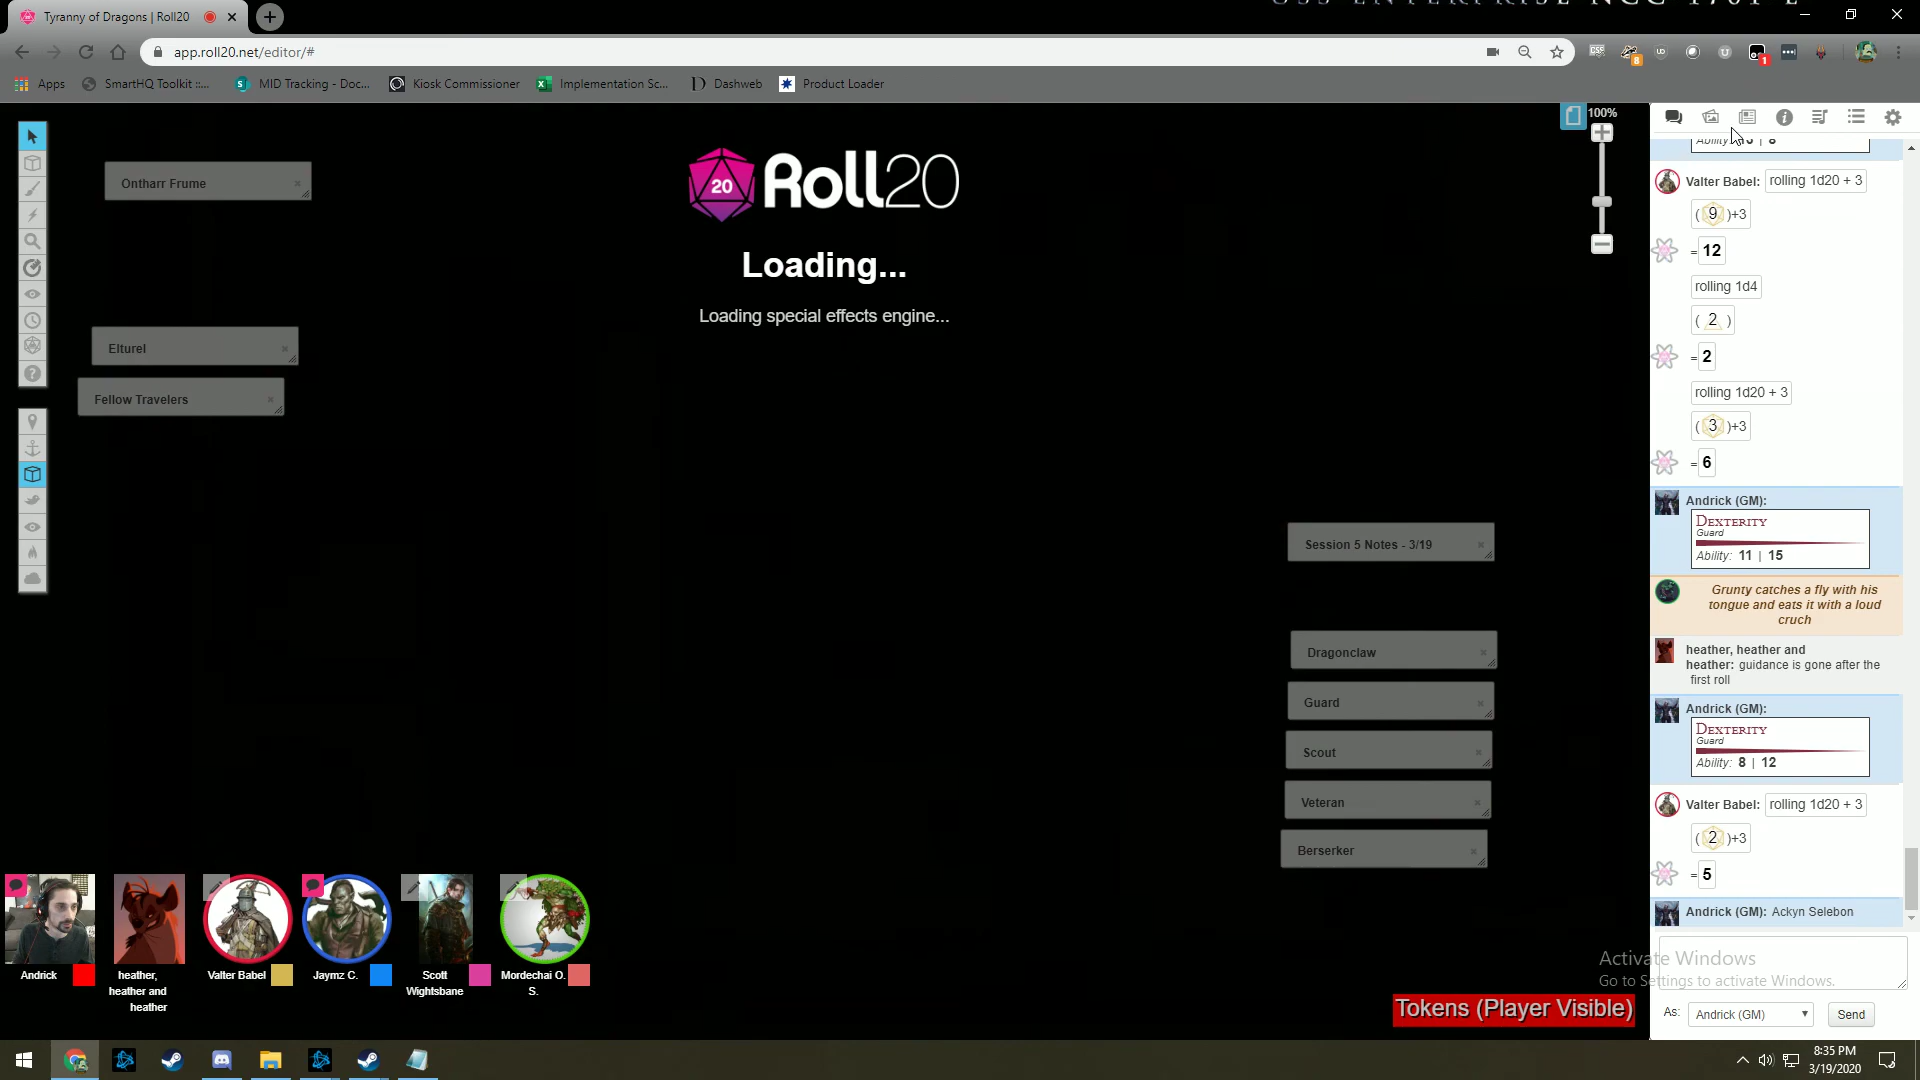 USS ENTERPRISE NCC 1701 E
Tyranny of Dragons | Roll20
app.roll20.net/editor/#
Apps
SmartHQ Toolkit ::...
MID Tracking - Doc...
Kiosk Commissioner
Implementation Sc...
Dashweb
Product Loader
100%
20 Roll20
Loading...
Loading special effects engine...
Ontharr Frume
Elturel
Fellow Travelers
Session 5 Notes - 3/19
Dragonclaw
Guard
Scout
Veteran
Berserker
Valter Babel: rolling 1d20 + 3
( 9 )+3
= 12
rolling 1d4
( 2 )
= 2
rolling 1d20 + 3
( 3 )+3
= 6
Andrick (GM):
DEXTERITY
Guard
Ability: 11 | 15
Grunty catches a fly with his
tongue and eats it with a loud
cruch
heather, heather and
heather: guidance is gone after the
first roll
Andrick (GM):
DEXTERITY
Guard
Ability: 8 | 12
Valter Babel: rolling 1d20 + 3
( 2 )+3
= 5
Andrick (GM): Ackyn Selebon
Andrick
heather,
heather and
heather
Valter Babel
Jaymz C.
Scott
Wightsbane
Mordechai O.
S.
Activate Windows
Go to Settings to activate Windows.
Tokens (Player Visible)
As: Andrick (GM) Send
8:35 PM
3/19/2020